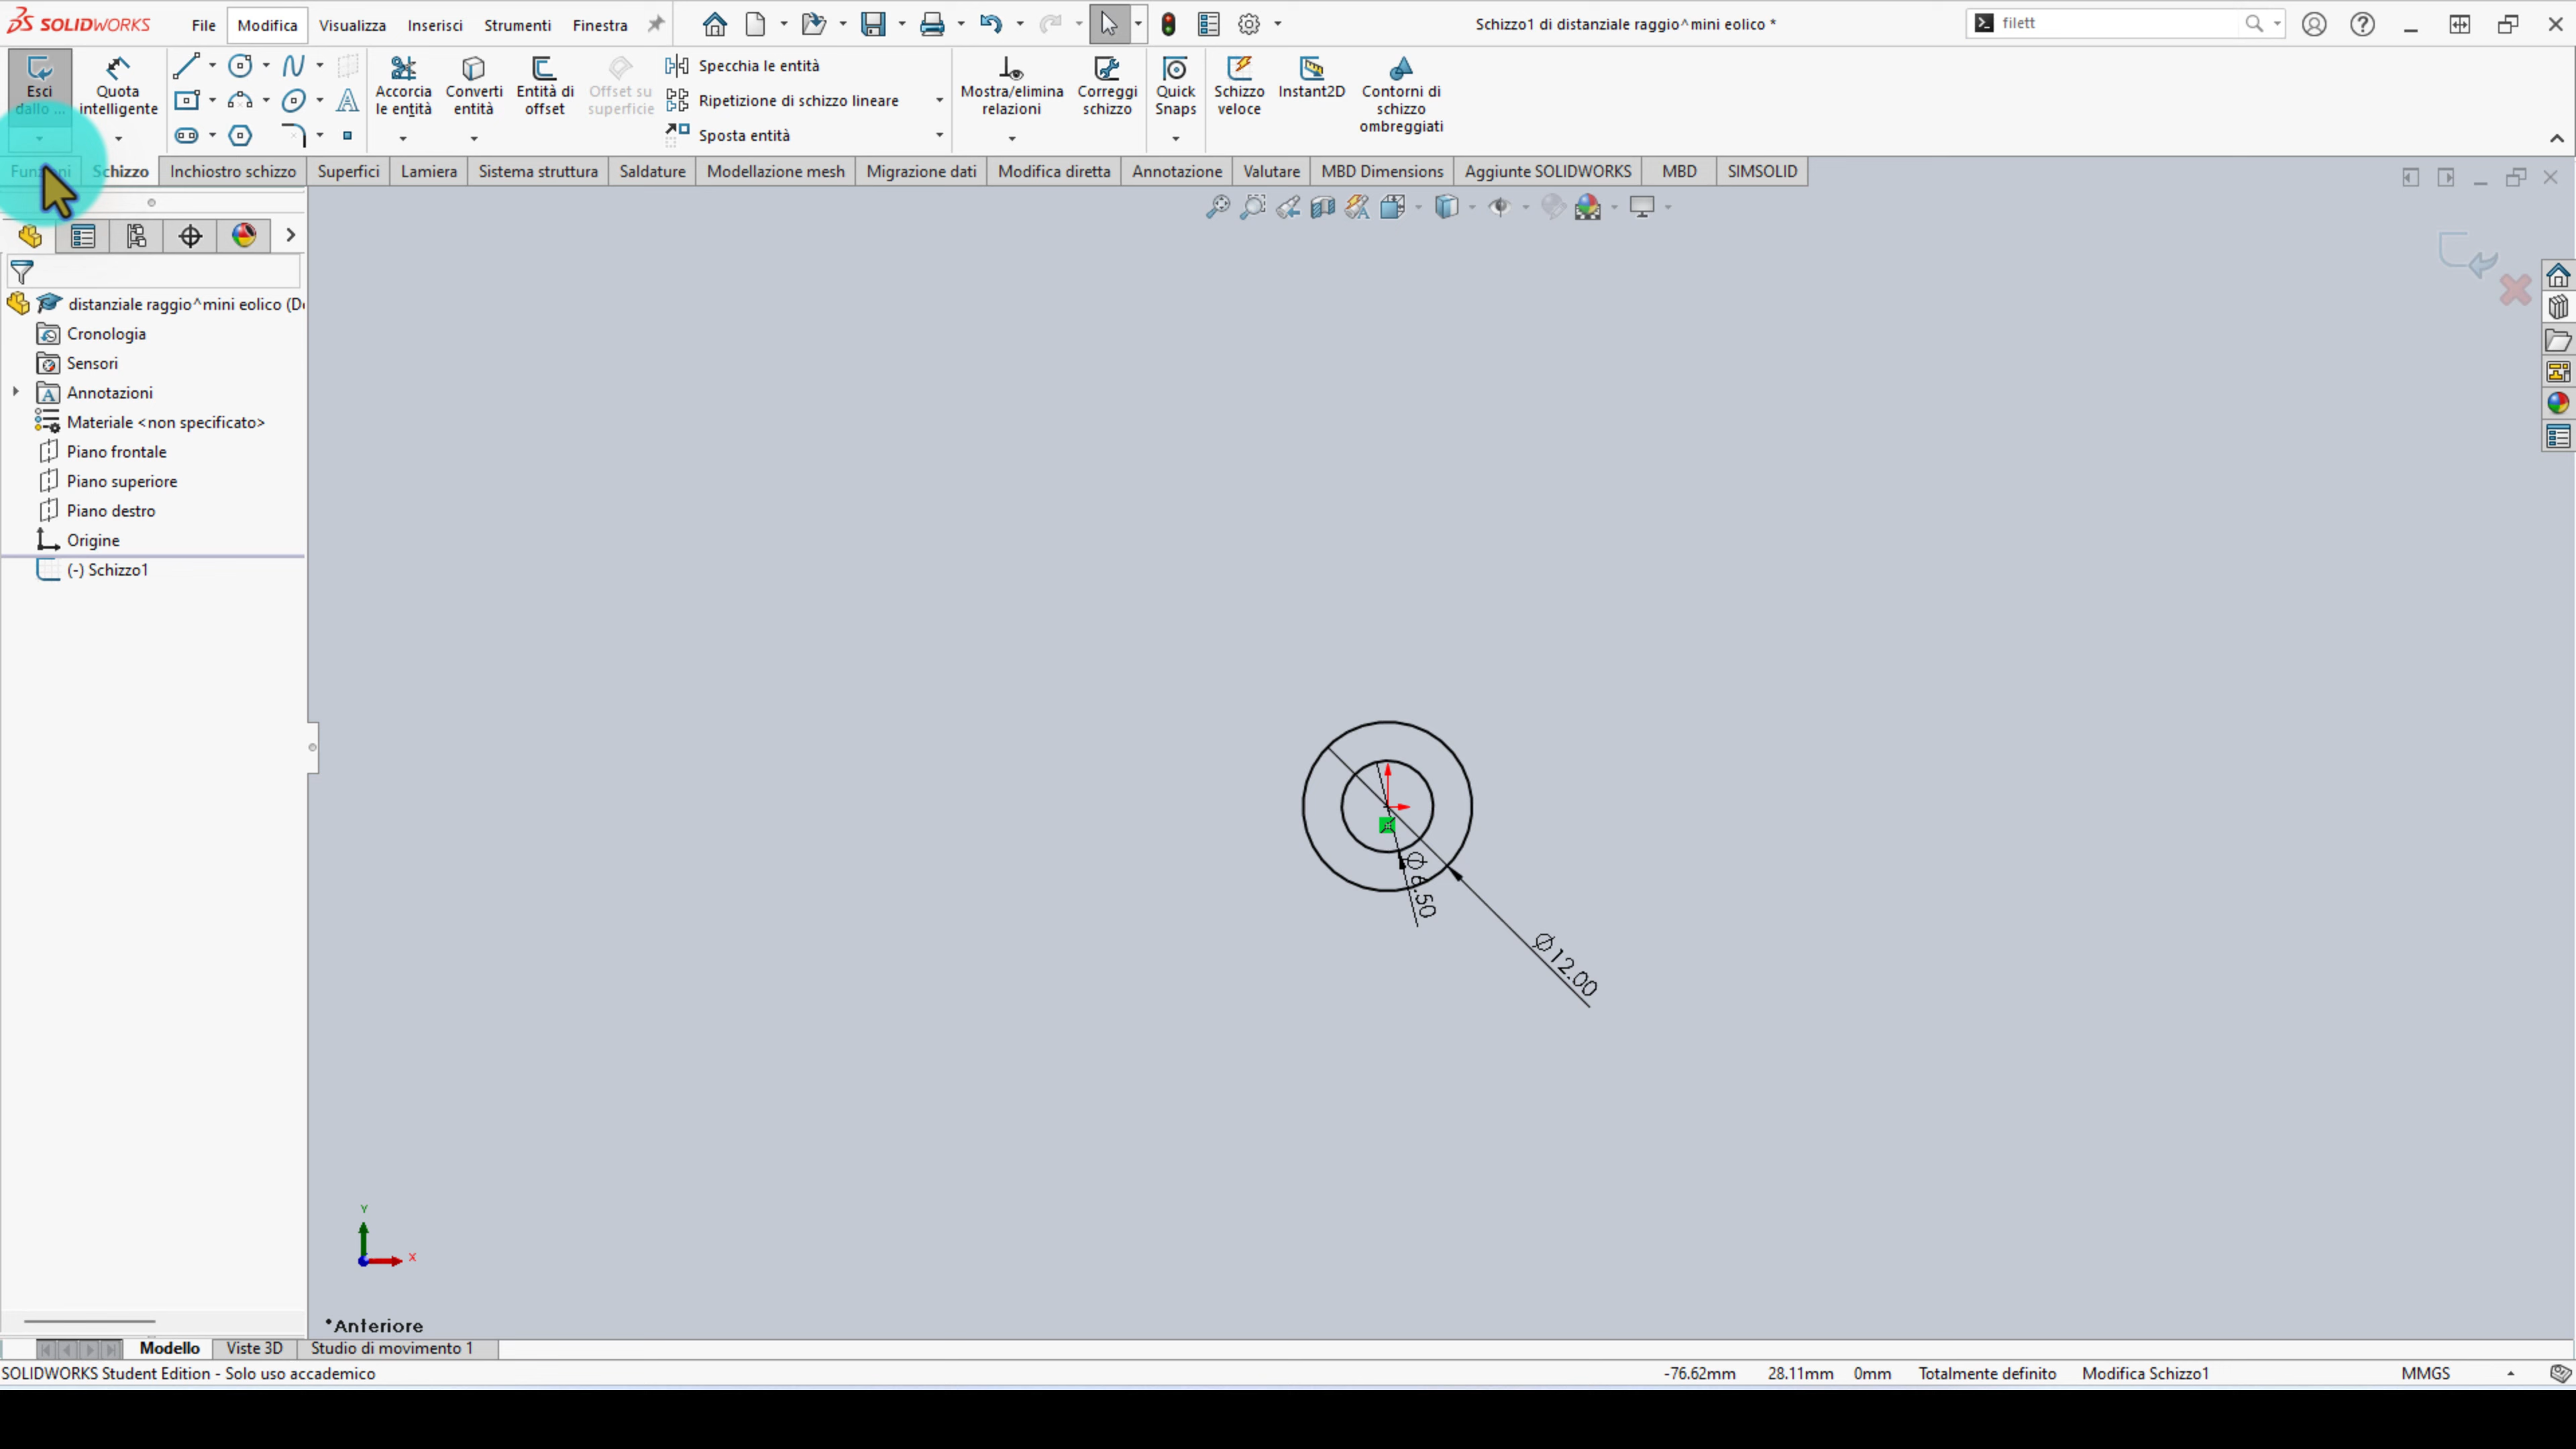 SOLIDWORKS File Modifica Visualizza Inserisci Strumenti Finestra
Schizzo1 di distanziale raggio^mini eolico *
filett
Esci
dallo ...
Quota
intelligente
Accorcia
le entità
Converti
entità
Entità di
offset
Offset su
superficie
Specchia le entità
Ripetizione di schizzo lineare
Sposta entità
Mostra/elimina
relazioni
Correggi
schizzo
Quick
Snaps
Schizzo
veloce
Instant2D
Contorni di
schizzo
ombreggiati
Funzioni Schizzo Inchiostro schizzo Superfici Lamiera Sistema struttura Saldature Modellazione mesh Migrazione dati Modifica diretta Annotazione Valutare MBD Dimensions Aggiunte SOLIDWORKS MBD SIMSOLID
distanziale raggio^mini eolico (D
Cronologia
Sensori
Annotazioni
Materiale <non specificato>
Piano frontale
Piano superiore
Piano destro
Origine
(-) Schizzo1
Ø6.50
Ø12.00
Y
X
*Anteriore
Modello Viste 3D Studio di movimento 1
SOLIDWORKS Student Edition - Solo uso accademico
-76.62mm 28.11mm 0mm Totalmente definito Modifica Schizzo1 MMGS